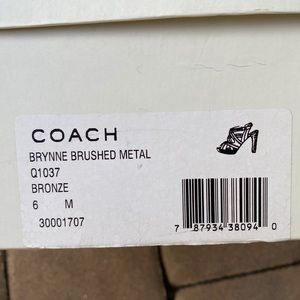 COACH
BRYNNE BRUSHED METAL
Q1037
BRONZE
6 M
30001707
7 87934 38094 0